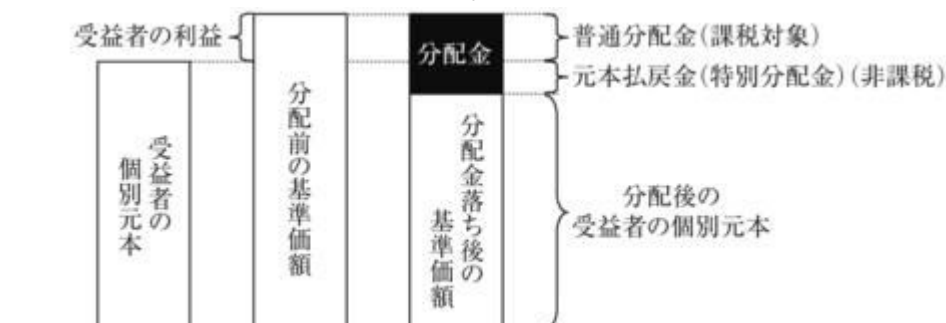 受益者の利益
受益者の
個別元本
分配前の基準価額
分配金
分配金落ち後の
基準価額
普通分配金(課税対象)
元本払戻金(特別分配金)(非課税)
分配後の
受益者の個別元本